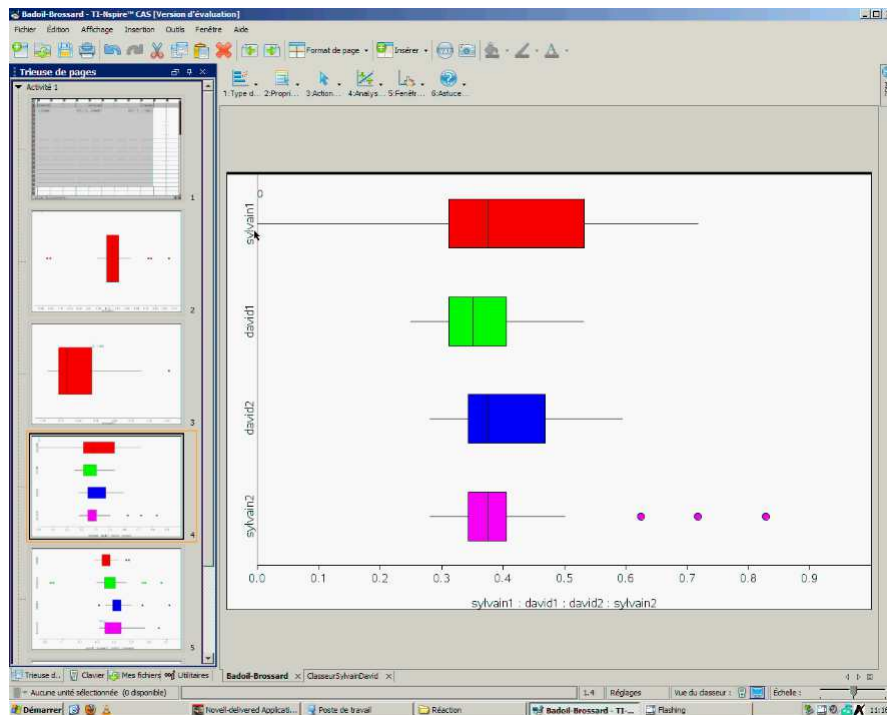 Badoil-Brossard - TI-Nspire™ CAS [Version d'évaluation]
Fichier Édition Affichage Insertion Outils Fenêtre Aide
Format de page Insérer
Trieuse de pages
1:Type d... 2:Propri... 3:Action... 4:Analys... 5:Fenêtr... 6:Astuce...
Activité 1
1
2
3
4
5
0
sylvain1
david1
david2
sylvain2
0.0 0.1 0.2 0.3 0.4 0.5 0.6 0.7 0.8 0.9
sylvain1 : david1 : david2 : sylvain2
Trieuse d... Clavier Mes fichiers Utilitaires
Badoil-Brossard ClasseurSylvainDavid
Aucune unité sélectionnée (0 disponible)
1.4 Réglages Vue du classeur : Échelle :
Démarrer Novell-delivered Applicati... Poste de travail Réaction Badoil-Brossard - TI-... Flashing